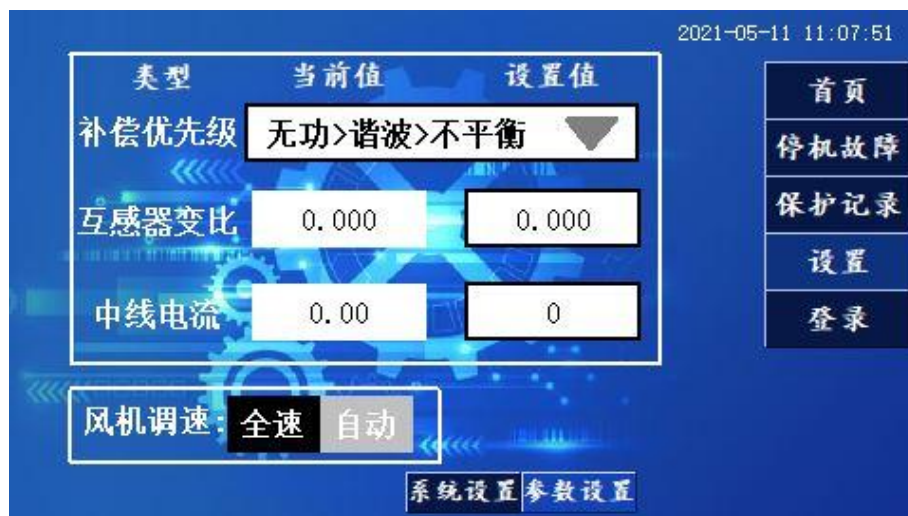 2021-05-11 11:07:51
类型 当前值 设置值
补偿优先级 无功>谐波>不平衡
互感器变比 0.000 0.000
中线电流 0.00 0
风机调速: 全速 自动
系统设置 参数设置
首页
停机故障
保护记录
设置
登录